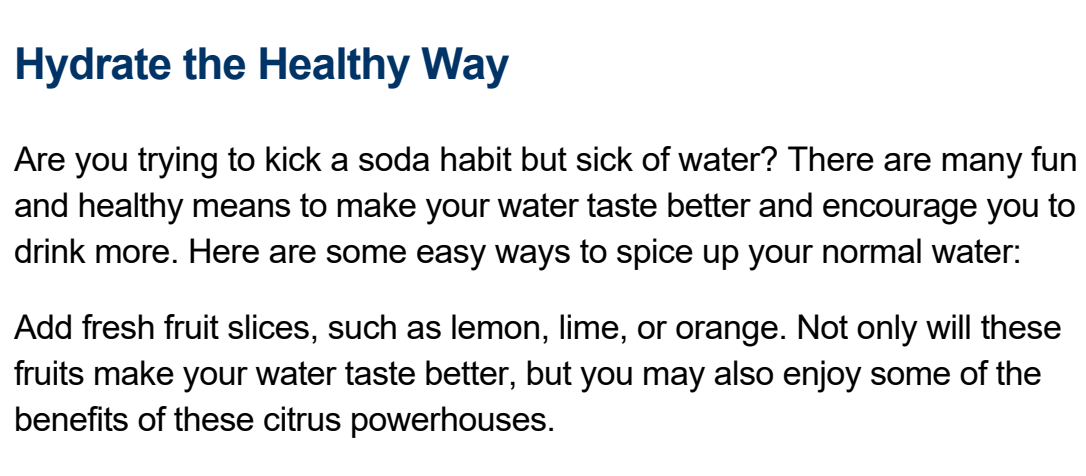 Hydrate the Healthy Way
Are you trying to kick a soda habit but sick of water? There are many fun
and healthy means to make your water taste better and encourage you to
drink more. Here are some easy ways to spice up your normal water:
Add fresh fruit slices, such as lemon, lime, or orange. Not only will these
fruits make your water taste better, but you may also enjoy some of the
benefits of these citrus powerhouses.